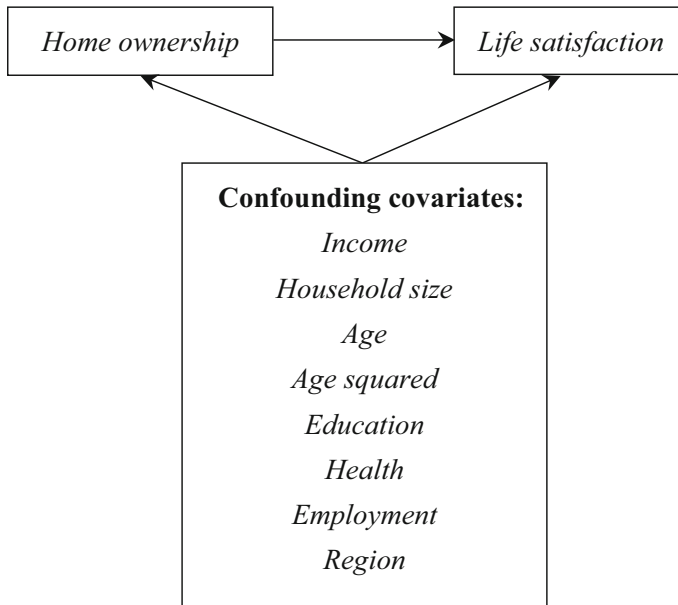 Home ownership
Life satisfaction
Confounding covariates:
Income
Household size
Age
Age squared
Education
Health
Employment
Region